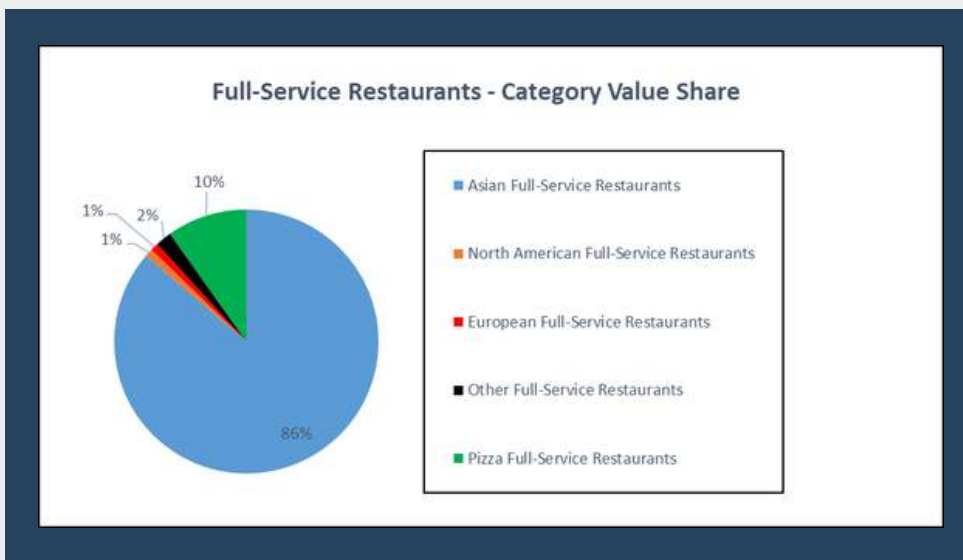 Full-Service Restaurants - Category Value Share
10%
1%
2%
1%
86%
Asian Full-Service Restaurants
North American Full-Service Restaurants
European Full-Service Restaurants
Other Full-Service Restaurants
Pizza Full-Service Restaurants